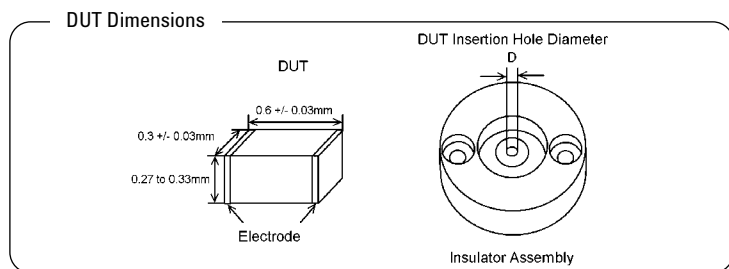 DUT Dimensions
DUT Insertion Hole Diameter
D
DUT
0.6 +/- 0.03mm
0.3 +/- 0.03mm
0.27 to 0.33mm
Electrode
Insulator Assembly